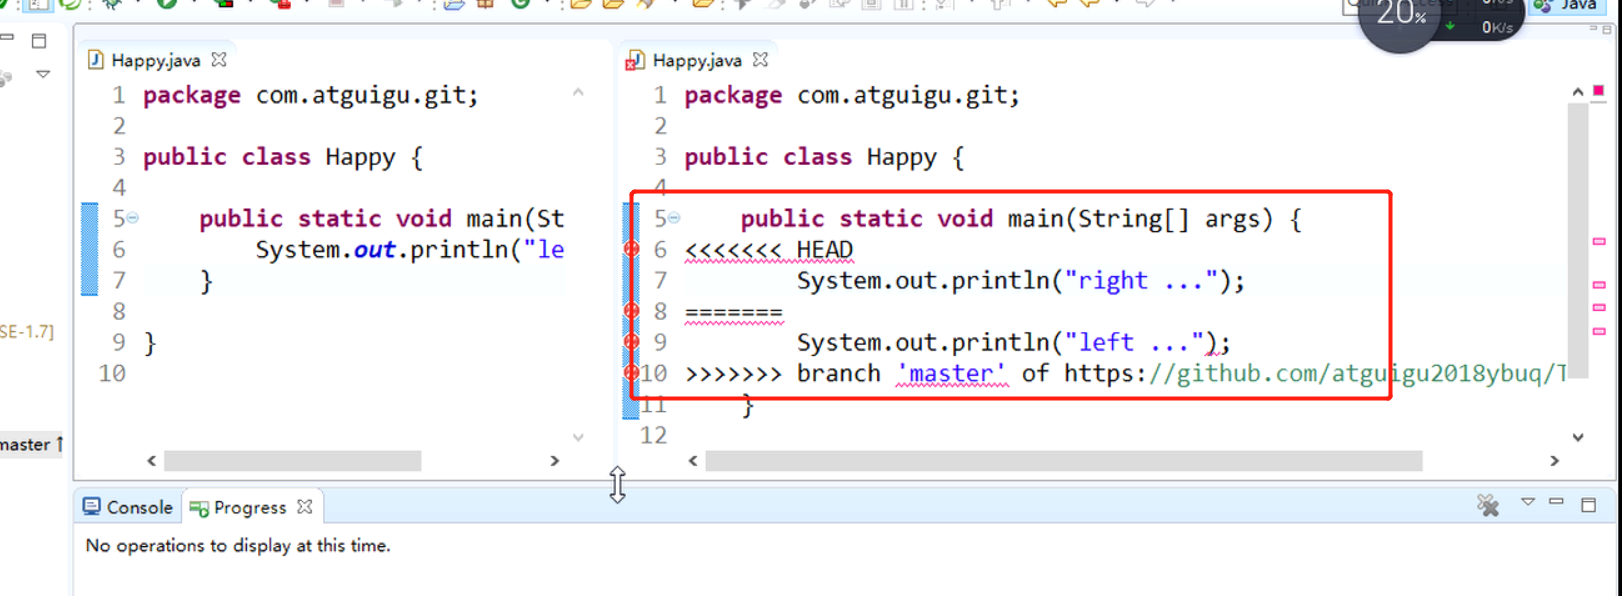 20%
0K/s
Java
Happy.java
1 package com.atguigu.git;
2
3 public class Happy {
4
5 public static void main(St
6 System.out.println("le
7 }
8
9 }
10
Happy.java
1 package com.atguigu.git;
2
3 public class Happy {
4
5 public static void main(String[] args) {
6 <<<<<<< HEAD
7 System.out.println("right ...");
8 =======
9 System.out.println("left ...");
10 >>>>>>> branch 'master' of https://github.com/atguigu2018ybuq/T
11 }
12
SE-1.7]
master ↑
Console
Progress
No operations to display at this time.